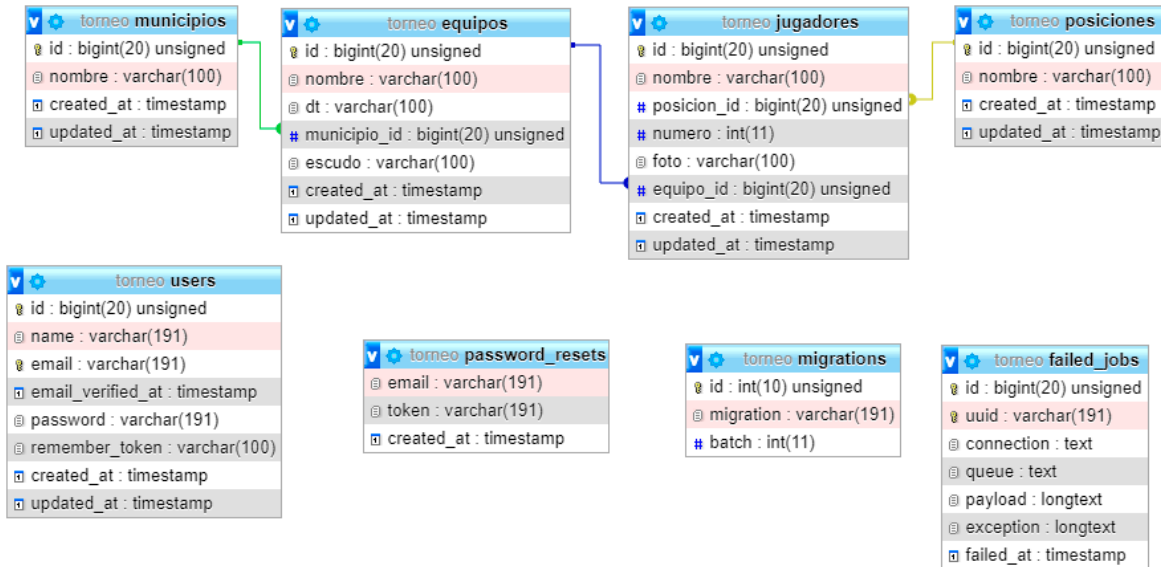 torneo municipios
id : bigint(20) unsigned
nombre : varchar(100)
created_at : timestamp
updated_at : timestamp
torneo equipos
id : bigint(20) unsigned
nombre : varchar(100)
dt : varchar(100)
# municipio_id : bigint(20) unsigned
escudo : varchar(100)
created_at : timestamp
updated_at : timestamp
torneo jugadores
id : bigint(20) unsigned
nombre : varchar(100)
# posicion_id : bigint(20) unsigned
# numero : int(11)
foto : varchar(100)
# equipo_id : bigint(20) unsigned
created_at : timestamp
updated_at : timestamp
torneo posiciones
id : bigint(20) unsigned
nombre : varchar(100)
created_at : timestamp
updated_at : timestamp
torneo users
id : bigint(20) unsigned
name : varchar(191)
email : varchar(191)
email_verified_at : timestamp
password : varchar(191)
remember_token : varchar(100)
created_at : timestamp
updated_at : timestamp
torneo password_resets
email : varchar(191)
token : varchar(191)
created_at : timestamp
torneo migrations
id : int(10) unsigned
migration : varchar(191)
# batch : int(11)
torneo failed_jobs
id : bigint(20) unsigned
uuid : varchar(191)
connection : text
queue : text
payload : longtext
exception : longtext
failed_at : timestamp